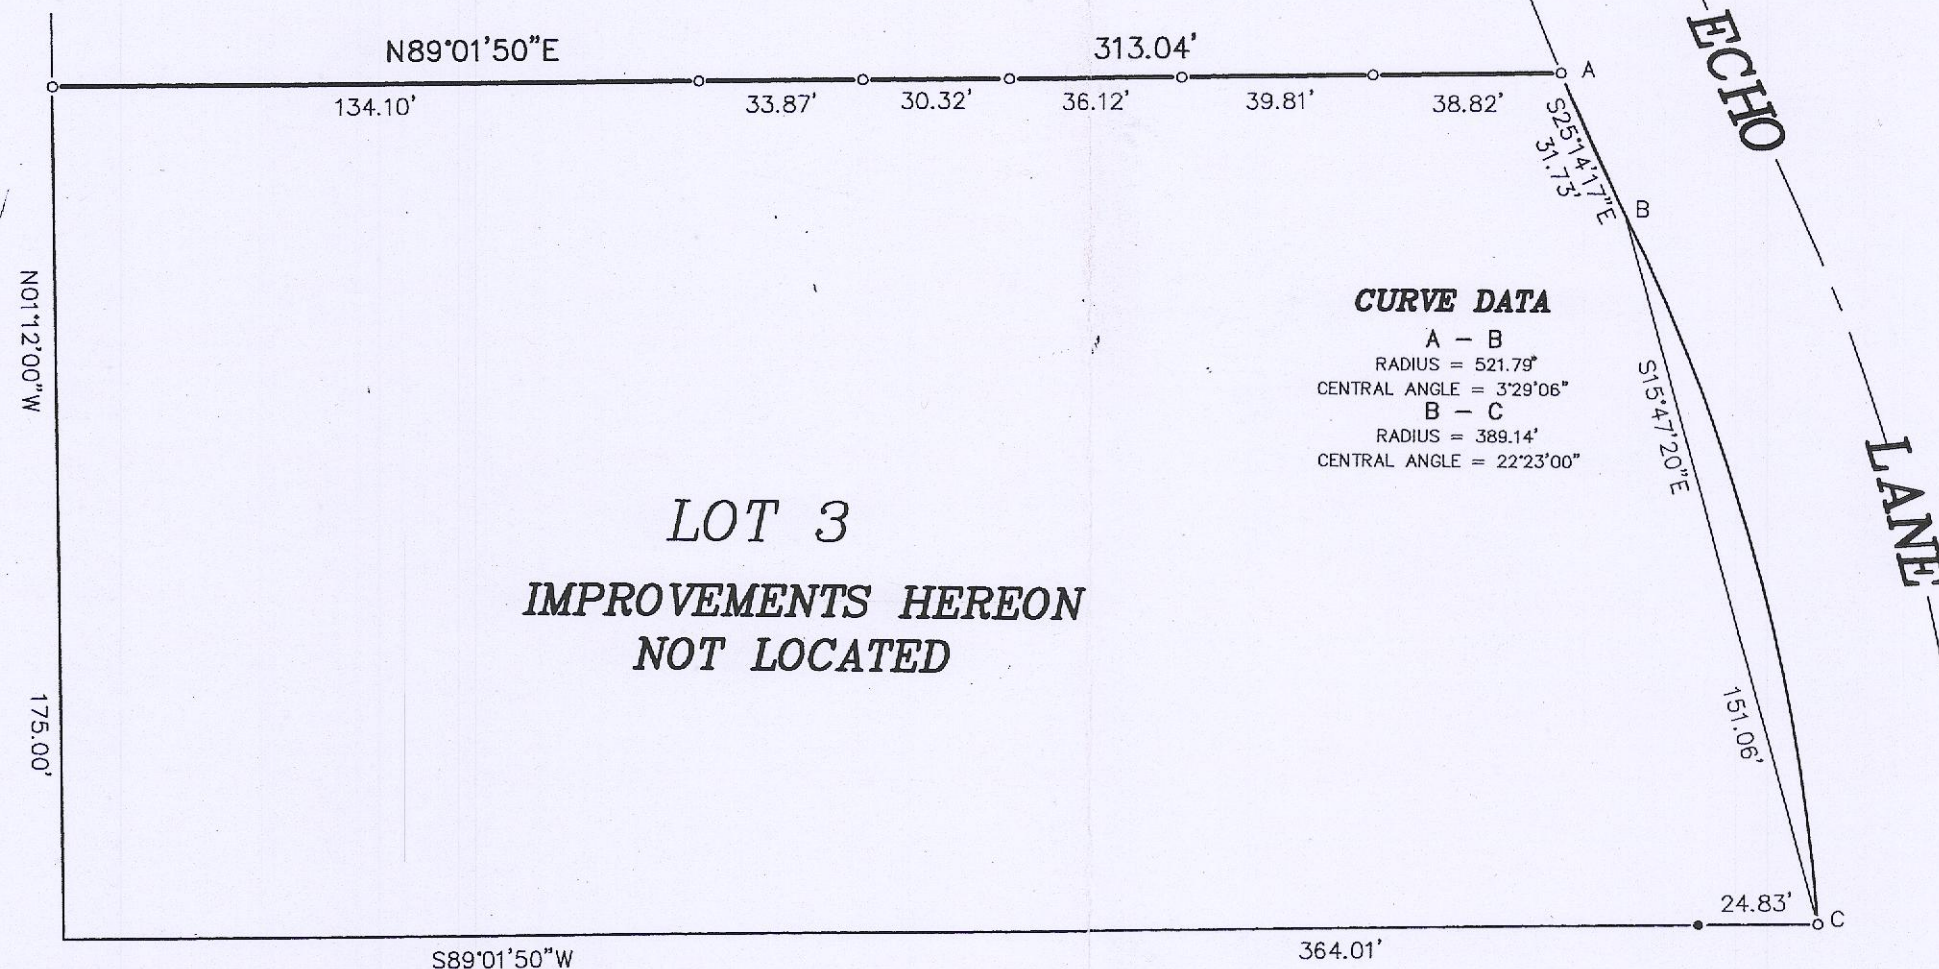 N89°01'50"E
313.04'
134.10'
33.87'
30.32'
36.12'
39.81'
38.82'
A
S25°14'17"E
31.73'
B
ECHO
LANE
N01°12'00"W
175.00'
CURVE DATA
A - B
RADIUS = 521.79'
CENTRAL ANGLE = 3°29'06"
B - C
RADIUS = 389.14'
CENTRAL ANGLE = 22°23'00"
S15°47'20"E
151.06'
LOT 3
IMPROVEMENTS HEREON
NOT LOCATED
24.83'
C
S89°01'50"W
364.01'